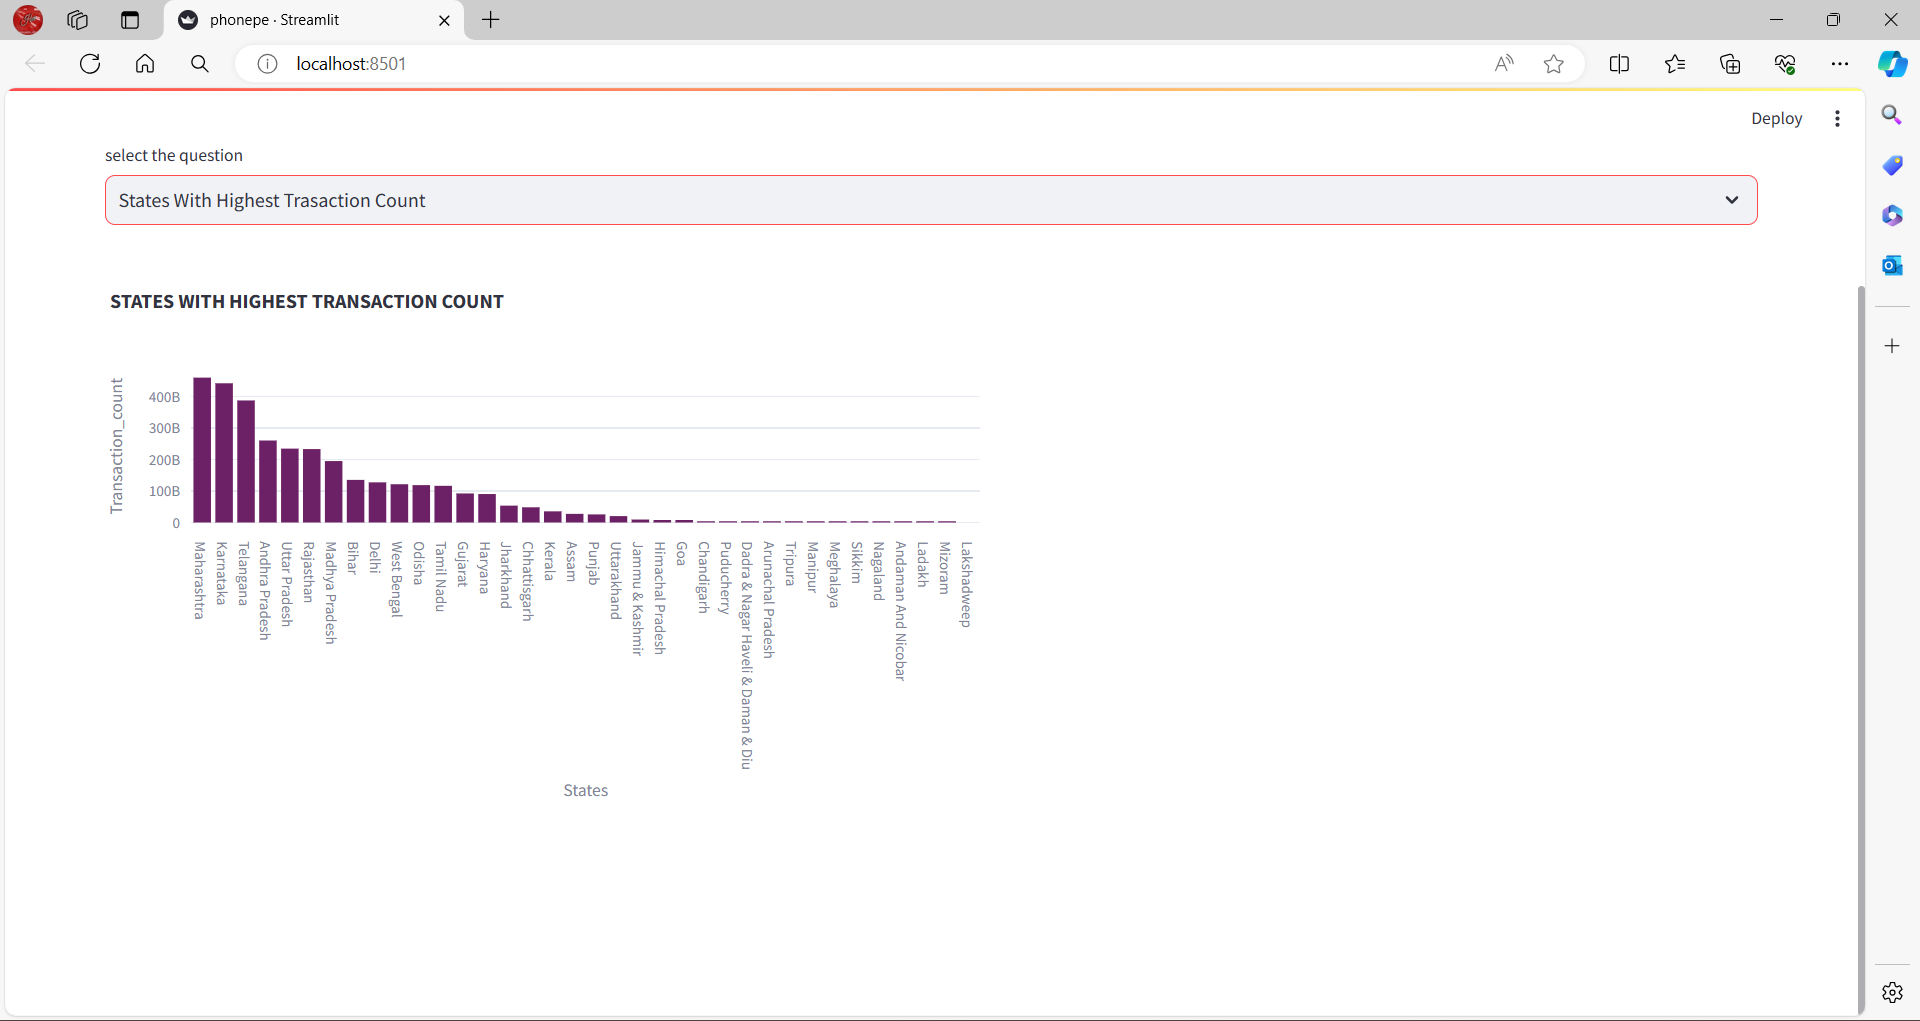 phonepe · Streamlit
localhost:8501
Deploy
select the question
States With Highest Trasaction Count
STATES WITH HIGHEST TRANSACTION COUNT
Transaction_count
400B
300B
200B
100B
0
Maharashtra
Karnataka
Telangana
Andhra Pradesh
Uttar Pradesh
Rajasthan
Madhya Pradesh
Bihar
Delhi
West Bengal
Odisha
Tamil Nadu
Gujarat
Haryana
Jharkhand
Chhattisgarh
Kerala
Assam
Punjab
Uttarakhand
Jammu & Kashmir
Himachal Pradesh
Goa
Chandigarh
Puducherry
Dadra & Nagar Haveli & Daman & Diu
Arunachal Pradesh
Tripura
Manipur
Meghalaya
Sikkim
Nagaland
Andaman And Nicobar
Ladakh
Mizoram
Lakshadweep
States